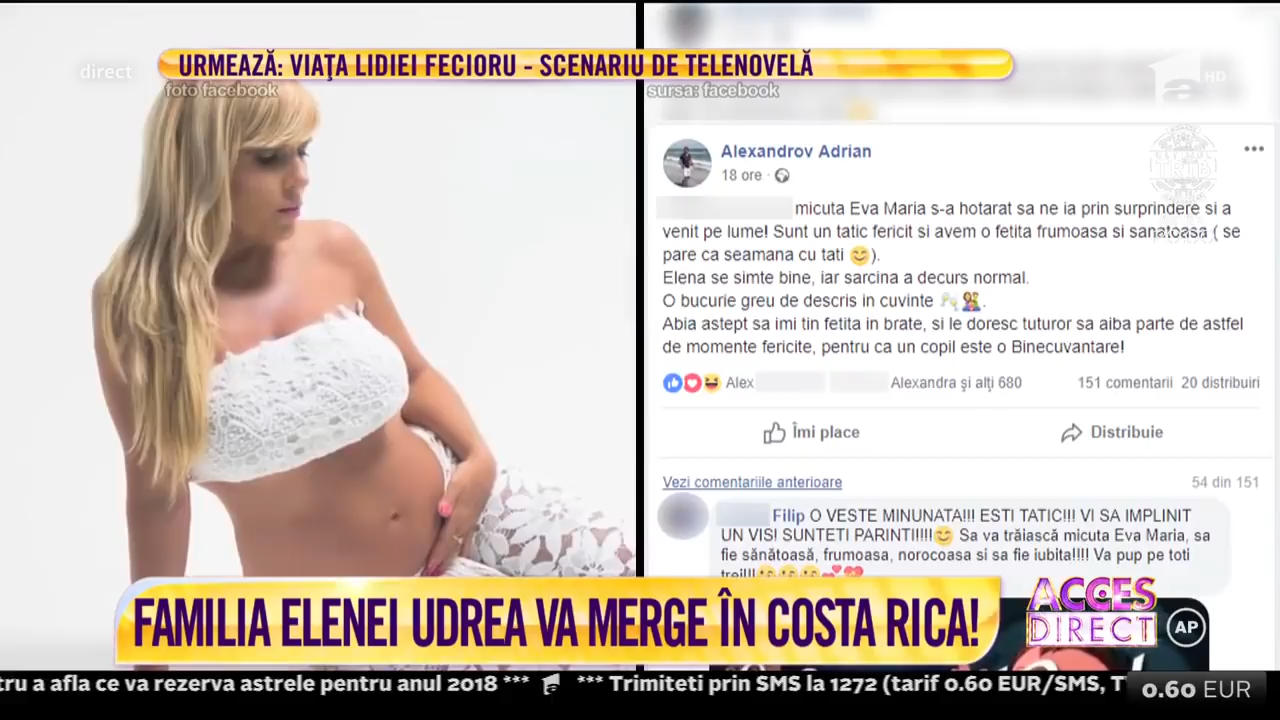 URMEAZĂ: VIAŢA LIDIEI FECIORU - SCENARIU DE TELENOVELĂ
direct
HD
foto facebook
sursa: facebook
Alexandrov Adrian
18 ore
micuta Eva Maria s-a hotarat sa ne ia prin surprindere si a
venit pe lume! Sunt un tatic fericit si avem o fetita frumoasa si sanatoasa ( se
pare ca seamana cu tati 😊).
Elena se simte bine, iar sarcina a decurs normal.
O bucurie greu de descris in cuvinte 🥂👩‍❤️‍👨.
Abia astept sa imi tin fetita in brate, si le doresc tuturor sa aiba parte de astfel
de momente fericite, pentru ca un copil este o Binecuvantare!
Alex Alexandra şi alţi 680 151 comentarii 20 distribuiri
Îmi place Distribuie
Vezi comentariile anterioare 54 din 151
Filip O VESTE MINUNATA!!! ESTI TATIC!!! VI SA IMPLINIT
UN VIS! SUNTETI PARINTI!!!!😊 Sa va trăiască micuta Eva Maria, sa
fie sănătoasă, frumoasa, norocoasa si sa fie iubita!!!! Va pup pe toti
trei!!!
FAMILIA ELENEI UDREA VA MERGE ÎN COSTA RICA!
ACCES
DIRECT
AP
tru a afla ce va rezerva astrele pentru anul 2018 *** *** Trimiteti prin SMS la 1272 (tarif 0.60 EUR/SMS, T
0.60 EUR